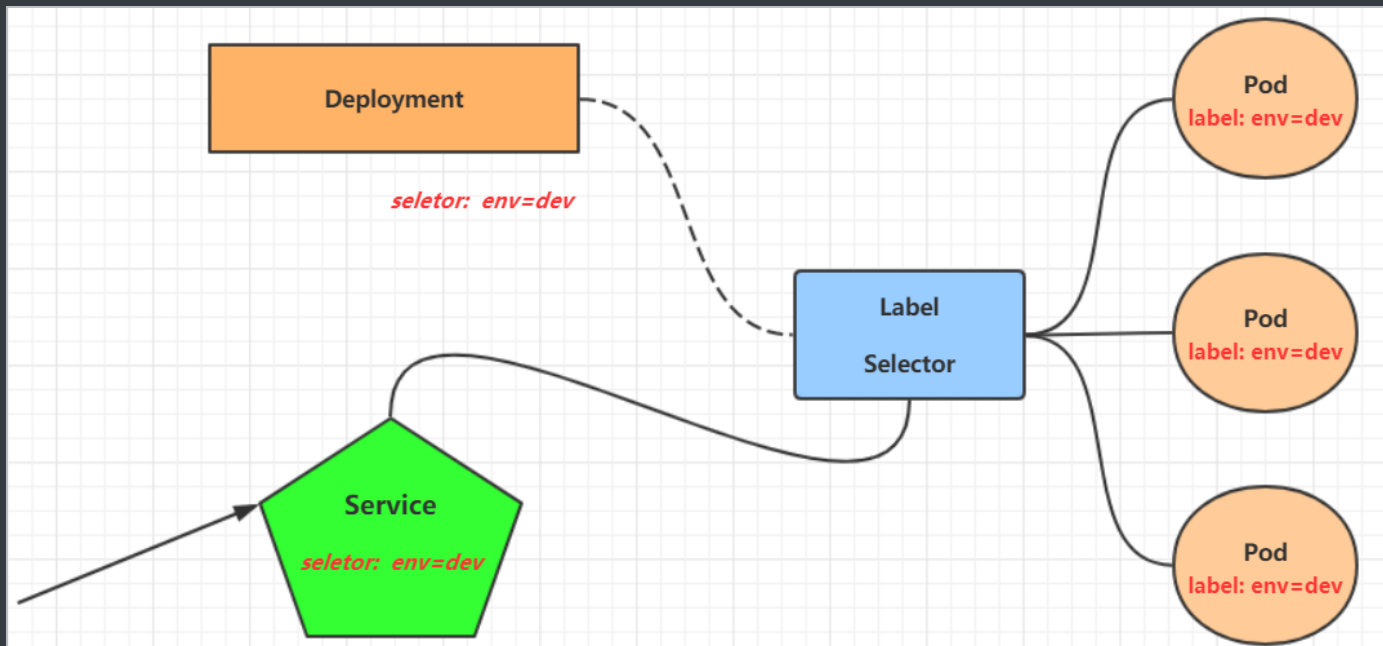 Deployment
seletor: env=dev
Label
Selector
Service
seletor: env=dev
Pod
label: env=dev
Pod
label: env=dev
Pod
label: env=dev